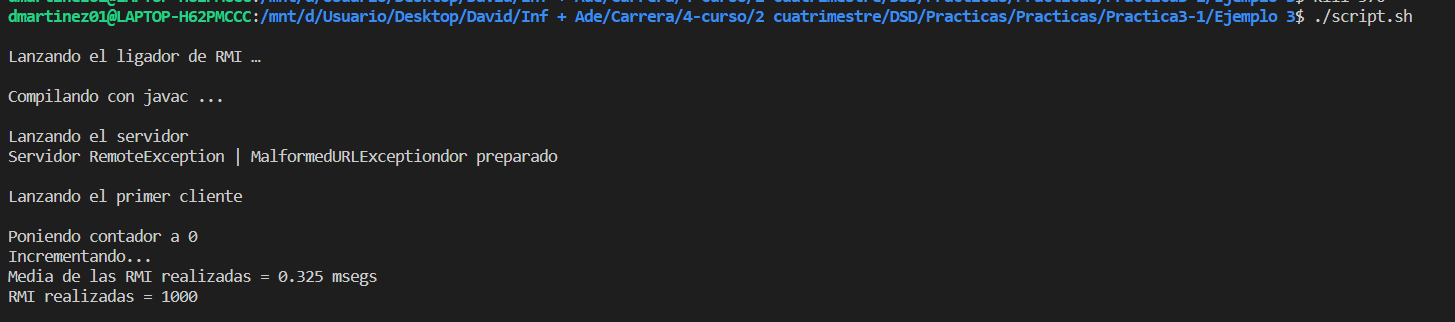 dmartinez01@LAPTOP-H62PMCCC:/mnt/d/Usuario/Desktop/David/Inf + Ade/Carrera/4-curso/2 cuatrimestre/DSD/Practicas/Practicas/Practica3-1/Ejemplo 3$ ./script.sh
Lanzando el ligador de RMI …
Compilando con javac ...
Lanzando el servidor
Servidor RemoteException | MalformedURLExceptiondor preparado
Lanzando el primer cliente
Poniendo contador a 0
Incrementando...
Media de las RMI realizadas = 0.325 msegs
RMI realizadas = 1000